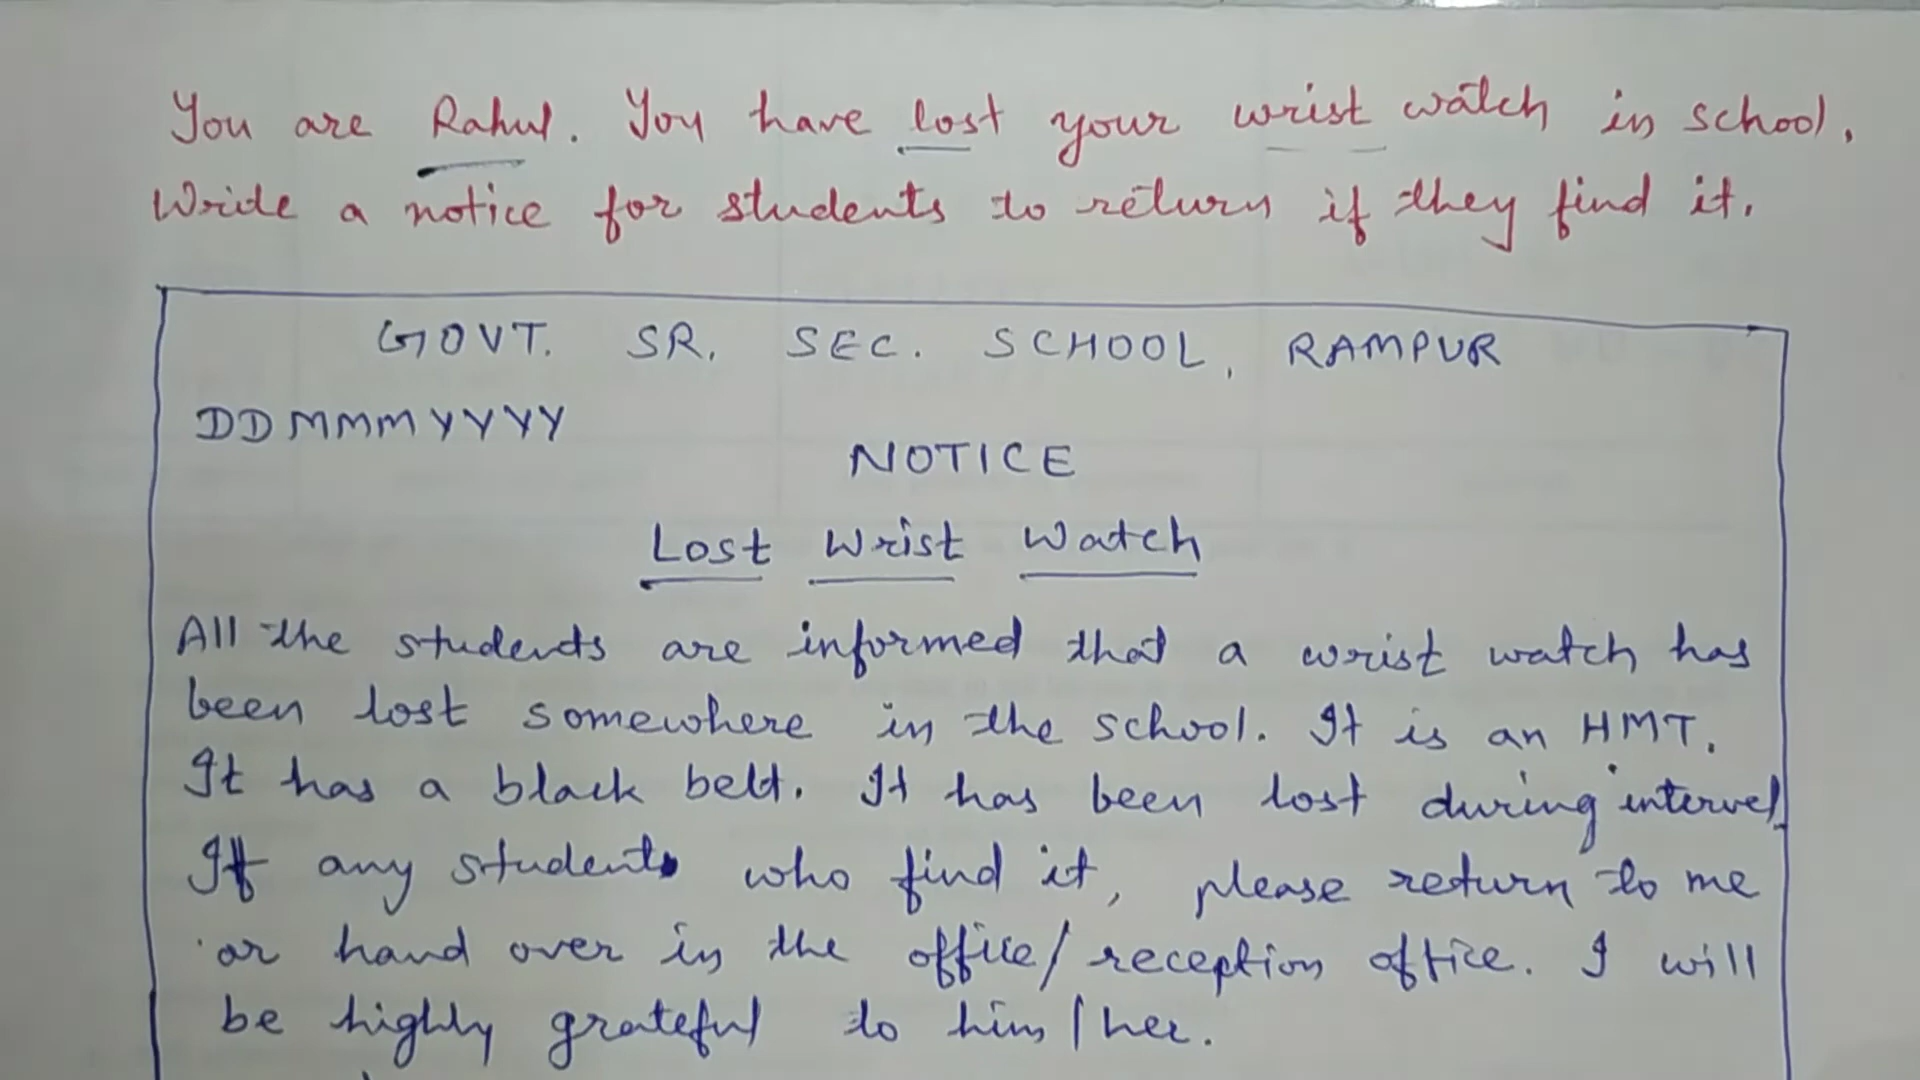 You are Rahul. You have lost your wrist watch in school.
Write a notice for students to return if they find it.
GOVT. SR. SEC. SCHOOL, RAMPUR
DDMMMYYYY
NOTICE
Lost Wrist Watch
All the students are informed that a wrist watch has
been lost somewhere in the school. It is an HMT.
It has a black belt. It has been lost during intervel.
If any student who find it, please return to me
or hand over in the office/reception office. I will
be highly grateful to him/her.